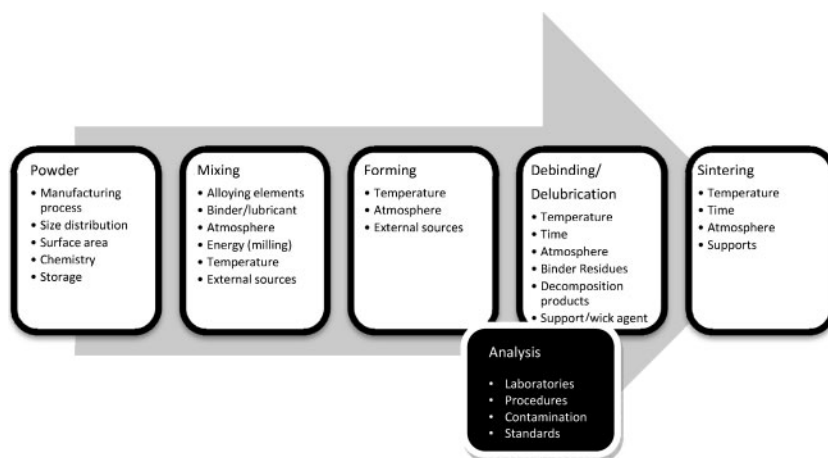 Powder
• Manufacturing
process
• Size distribution
• Surface area
• Chemistry
• Storage
Mixing
• Alloying elements
• Binder/lubricant
• Atmosphere
• Energy (milling)
• Temperature
• External sources
Forming
• Temperature
• Atmosphere
• External sources
Debinding/
Delubrication
• Temperature
• Time
• Atmosphere
• Binder Residues
• Decomposition
products
• Support/wick agent
Sintering
• Temperature
• Time
• Atmosphere
• Supports
Analysis
• Laboratories
• Procedures
• Contamination
• Standards